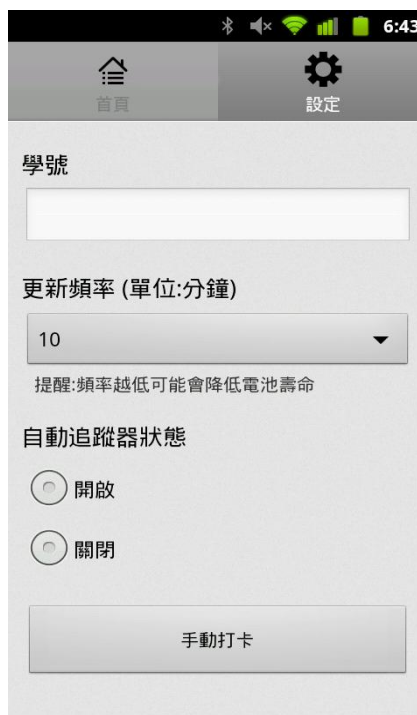 6:43
首頁
設定
學號
更新頻率 (單位:分鐘)
10
提醒:頻率越低可能會降低電池壽命
自動追蹤器狀態
開啟
關閉
手動打卡